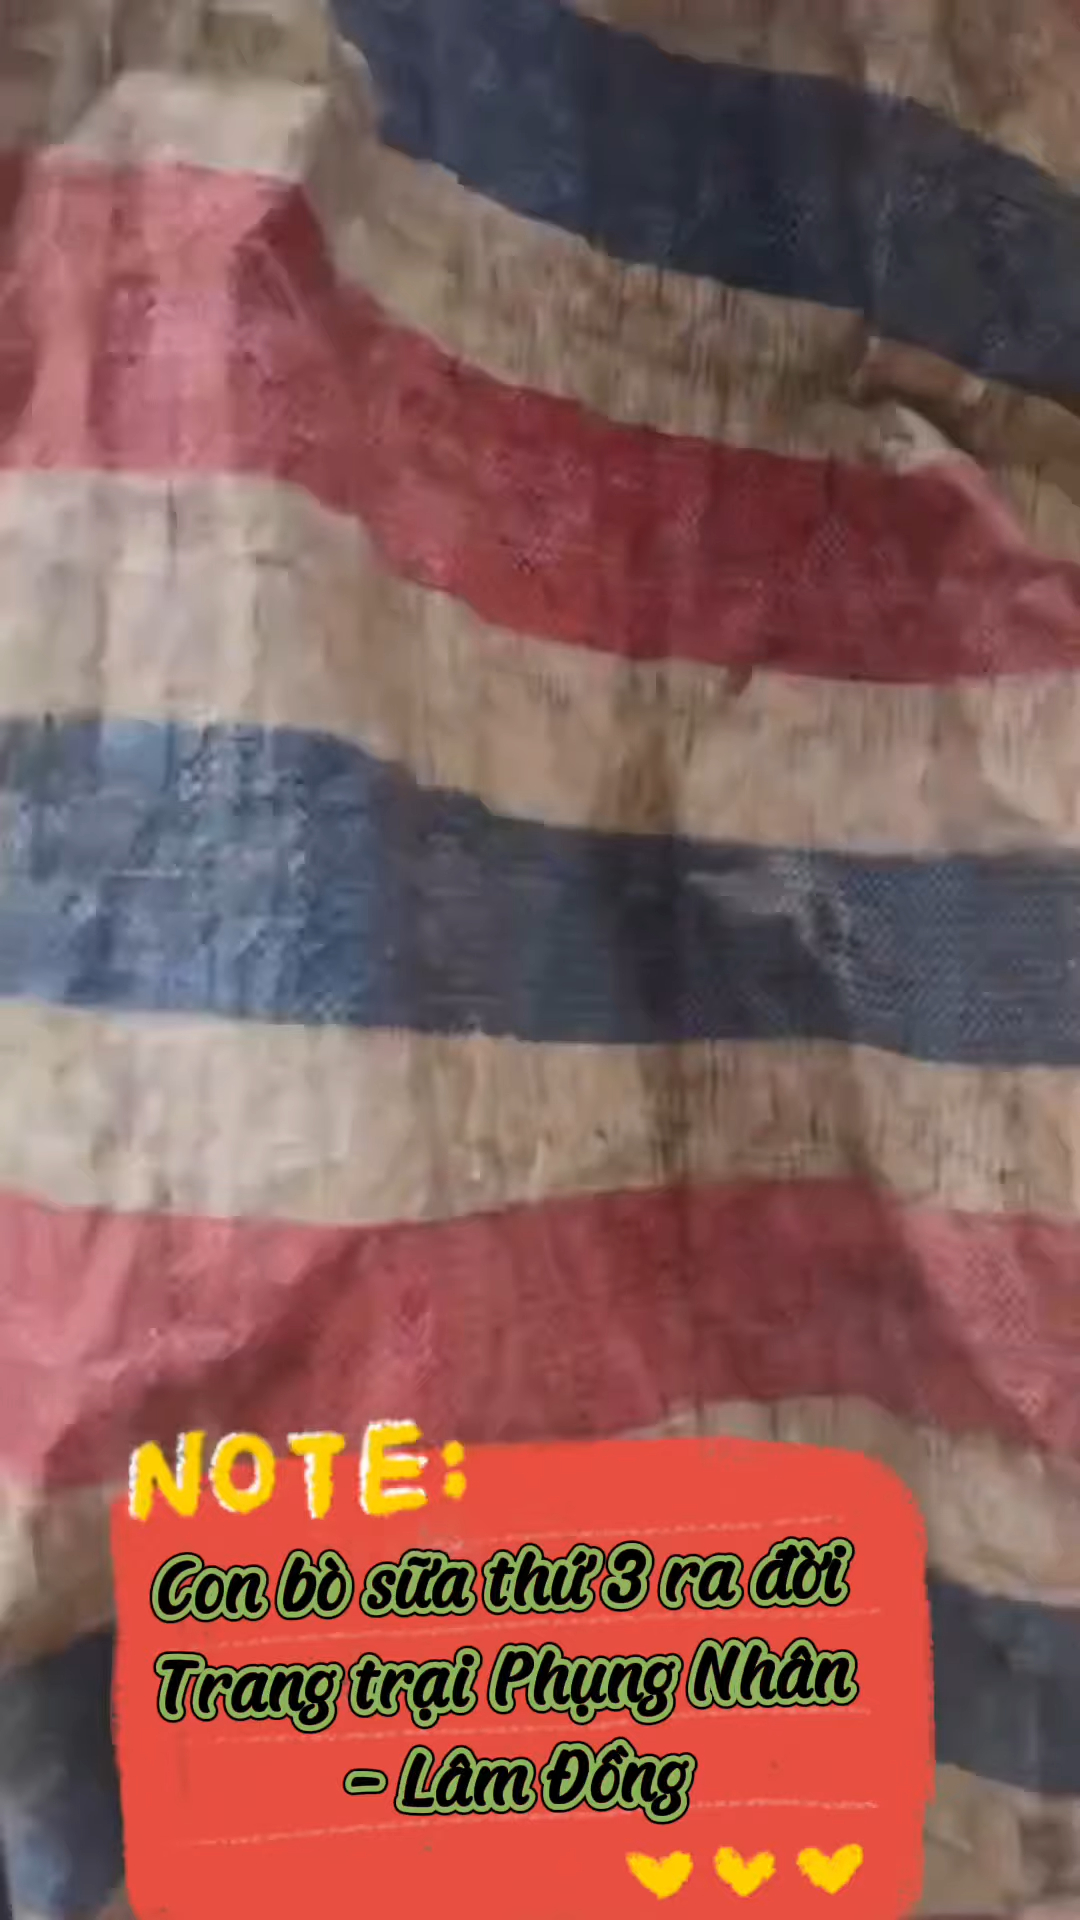 NOTE:
Con bò sữa thứ 3 ra đời
Trang trại Phụng Nhân
- Lâm Đồng